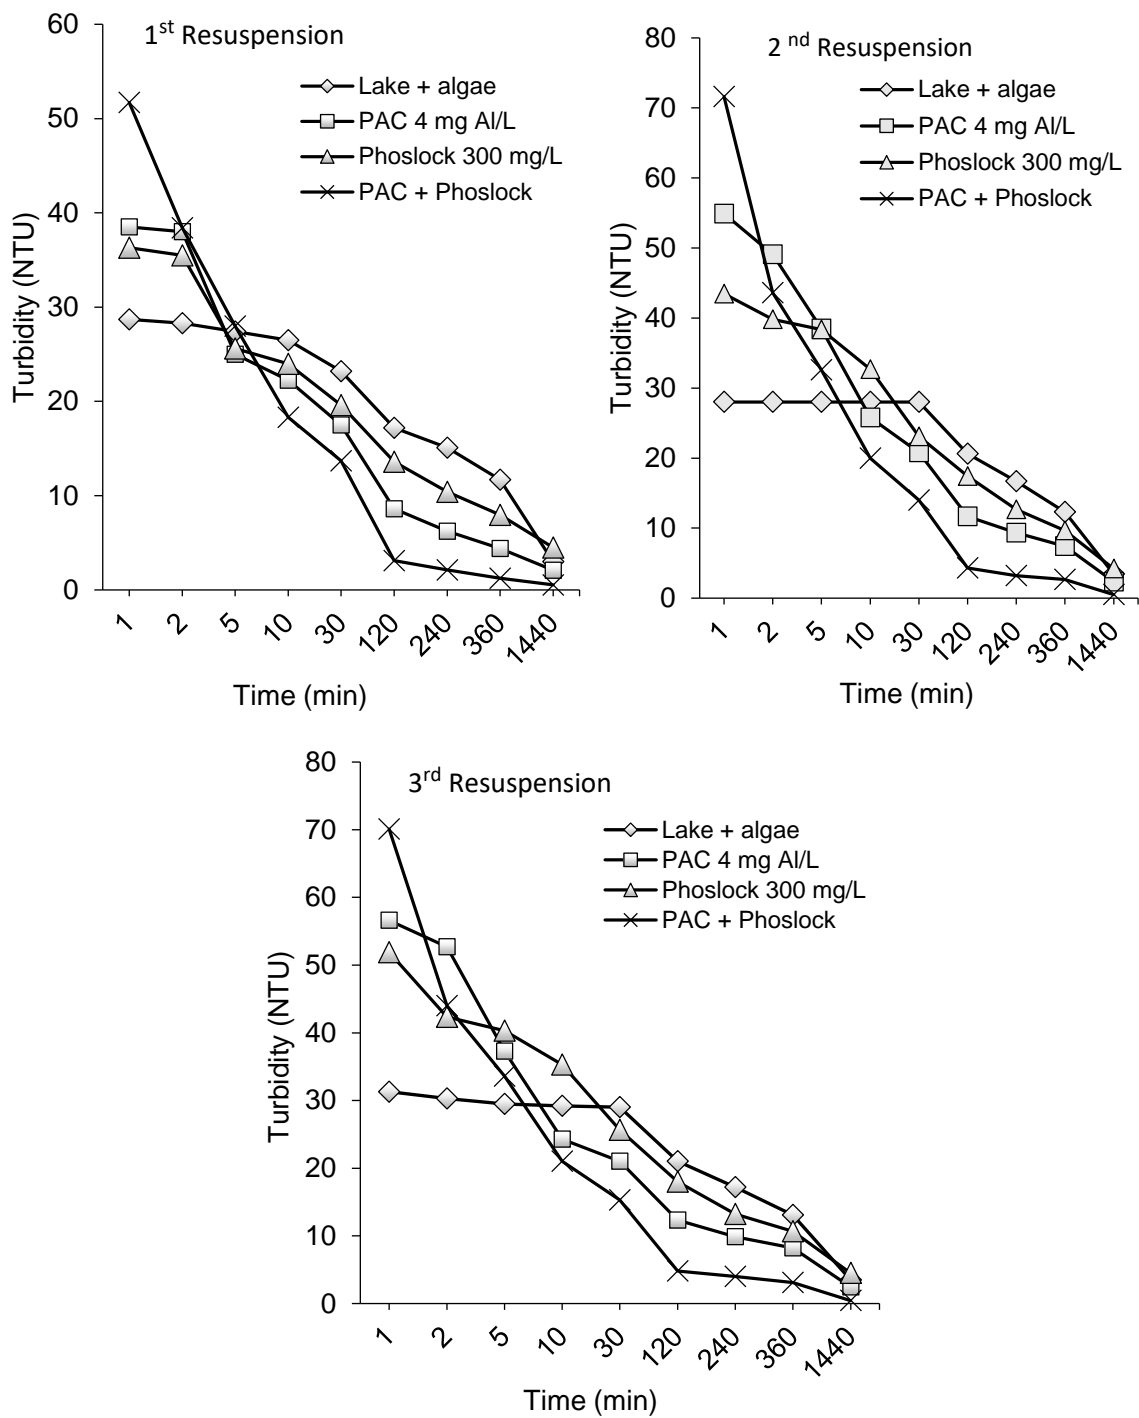 1st Resuspension
Lake + algae
PAC 4 mg Al/L
Phoslock 300 mg/L
PAC + Phoslock
Turbidity (NTU)
60
50
40
30
20
10
0
1 2 5 10 30 120 240 360 1440
Time (min)
2 nd Resuspension
Lake + algae
PAC 4 mg Al/L
Phoslock 300 mg/L
PAC + Phoslock
Turbidity (NTU)
80
70
60
50
40
30
20
10
0
1 2 5 10 30 120 240 360 1440
Time (min)
3rd Resuspension
Lake + algae
PAC 4 mg Al/L
Phoslock 300 mg/L
PAC + Phoslock
Turbidity (NTU)
80
70
60
50
40
30
20
10
0
1 2 5 10 30 120 240 360 1440
Time (min)